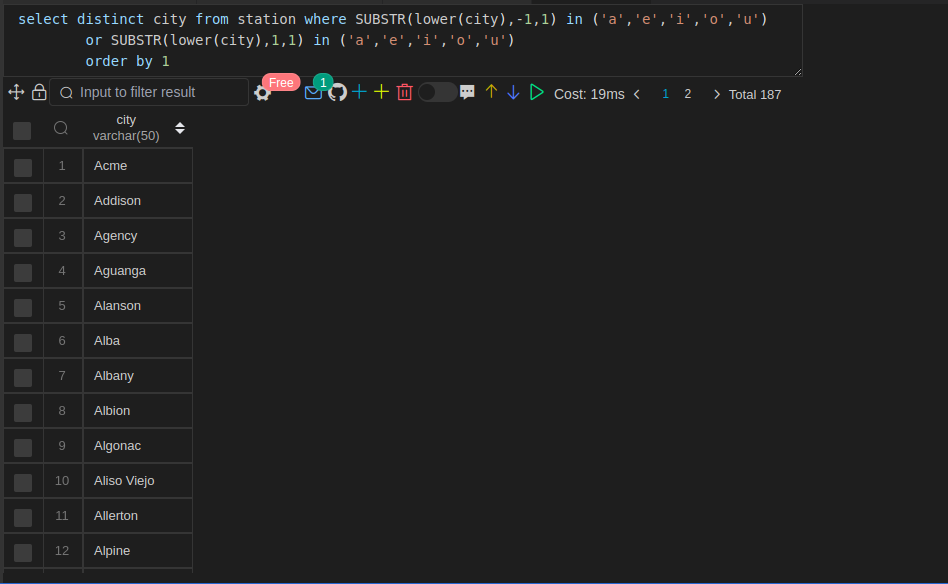 select distinct city from station where SUBSTR(lower(city),-1,1) in ('a','e','i','o','u')
or SUBSTR(lower(city),1,1) in ('a','e','i','o','u')
order by 1
Input to filter result Free 1 Cost: 19ms 1 2 Total 187
city
varchar(50)
1 Acme
2 Addison
3 Agency
4 Aguanga
5 Alanson
6 Alba
7 Albany
8 Albion
9 Algonac
10 Aliso Viejo
11 Allerton
12 Alpine